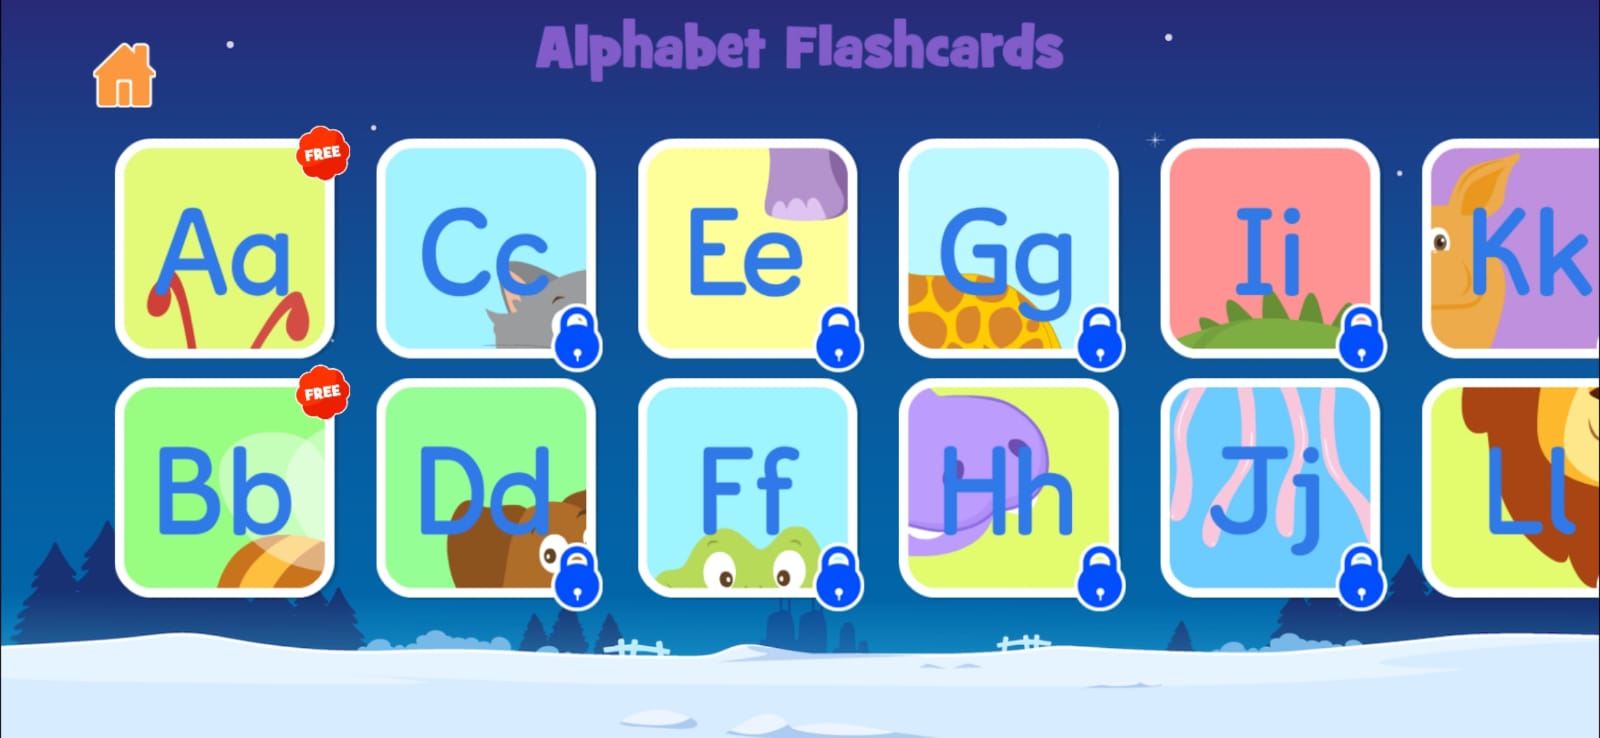 Alphabet Flashcards
FREE
Aa Cc Ee Gg Ii Kk
FREE
Bb Dd Ff Hh Jj Ll